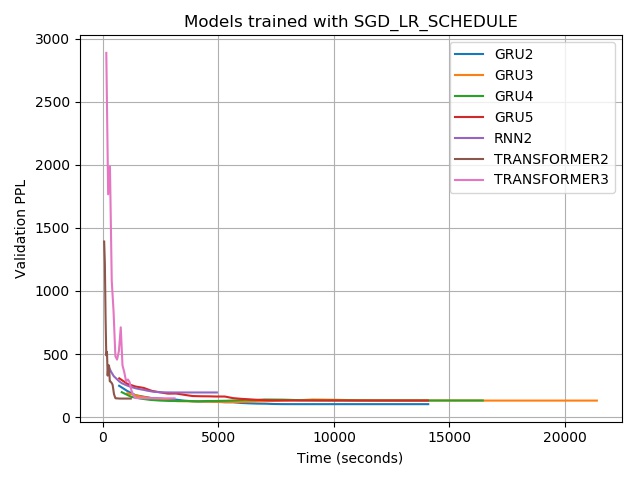 Models trained with SGD_LR_SCHEDULE
3000
2500
2000
1500
1000
500
0
Validation PPL
GRU2
GRU3
GRU4
GRU5
RNN2
TRANSFORMER2
TRANSFORMER3
0 5000 10000 15000 20000
Time (seconds)